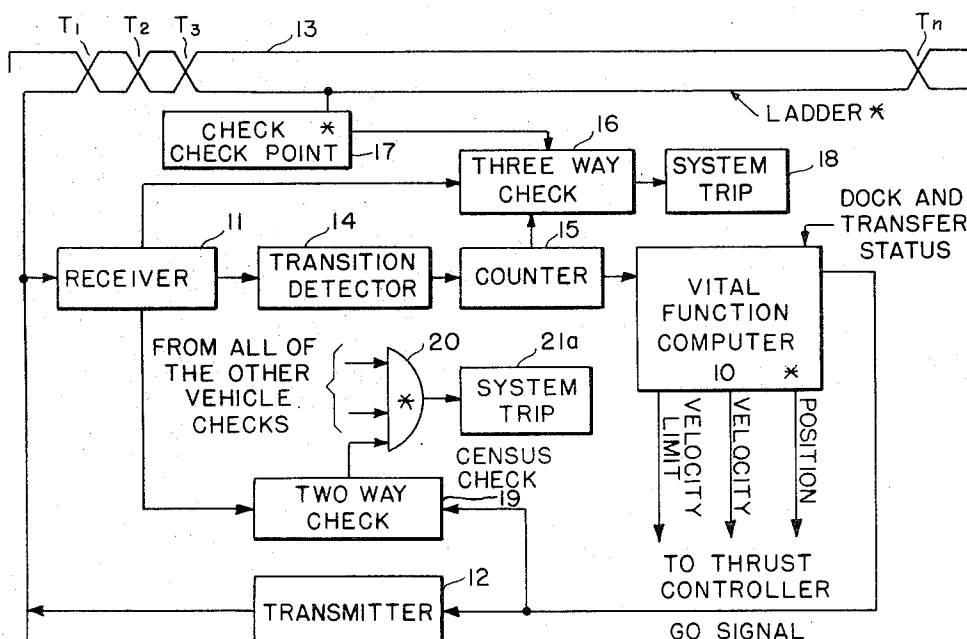 T1 T2 T3 13 Tn
LADDER *
CHECK *
CHECK POINT
17
16
THREE WAY
CHECK
SYSTEM
TRIP
18
DOCK AND
TRANSFER
STATUS
11
RECEIVER
14
TRANSITION
DETECTOR
15
COUNTER
VITAL
FUNCTION
COMPUTER
10 *
FROM ALL OF
THE OTHER
VEHICLE
CHECKS
20
*
21a
SYSTEM
TRIP
CENSUS
CHECK
TWO WAY
CHECK
19
VELOCITY
LIMIT
VELOCITY
POSITION
TO THRUST
CONTROLLER
12
TRANSMITTER
GO SIGNAL